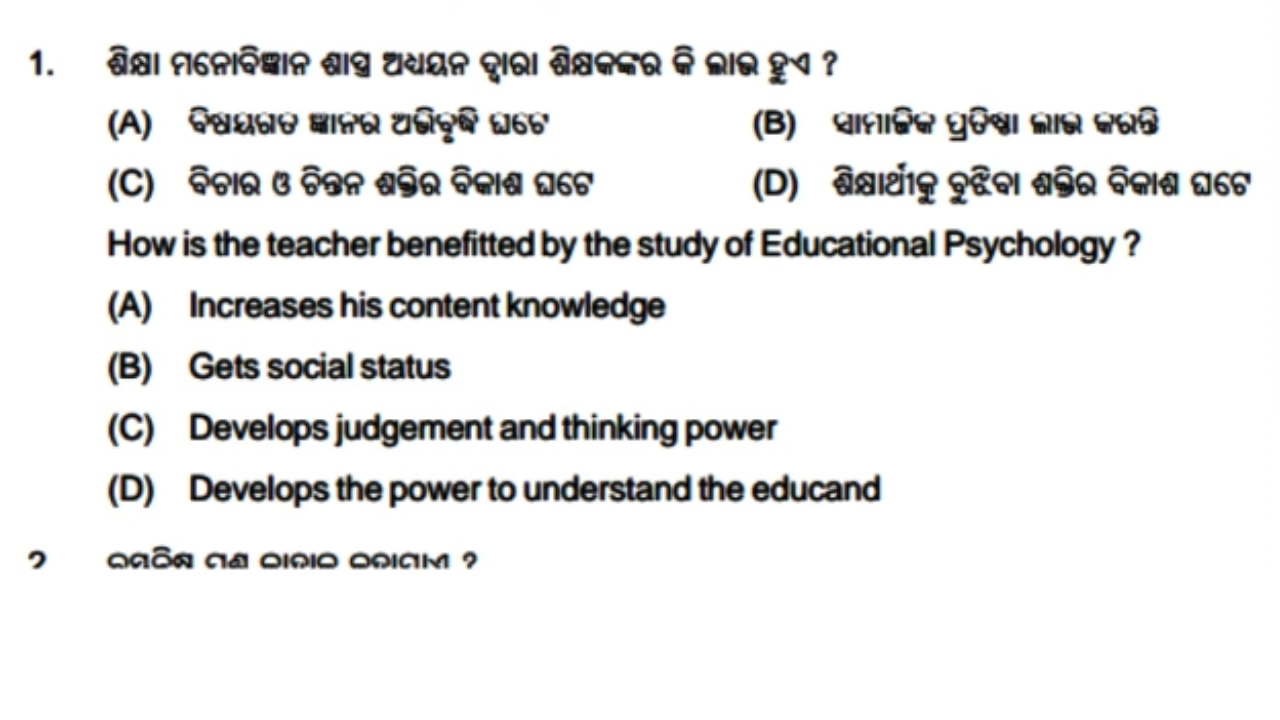 1. ଶିକ୍ଷା ମନୋବିଜ୍ଞାନ ଶାସ୍ତ୍ର ଅଧ୍ୟୟନ ଦ୍ୱାରା ଶିକ୍ଷକଙ୍କର କି ଲାଭ ହୁଏ ?
(A) ବିଷୟଗତ ଜ୍ଞାନର ଅଭିବୃଦ୍ଧି ଘଟେ (B) ସାମାଜିକ ପ୍ରତିଷ୍ଠା ଲାଭ କରନ୍ତି
(C) ବିଚାର ଓ ଚିନ୍ତନ ଶକ୍ତିର ବିକାଶ ଘଟେ (D) ଶିକ୍ଷାର୍ଥୀକୁ ବୁଝିବା ଶକ୍ତିର ବିକାଶ ଘଟେ
How is the teacher benefitted by the study of Educational Psychology ?
(A) Increases his content knowledge
(B) Gets social status
(C) Develops judgement and thinking power
(D) Develops the power to understand the educand
2